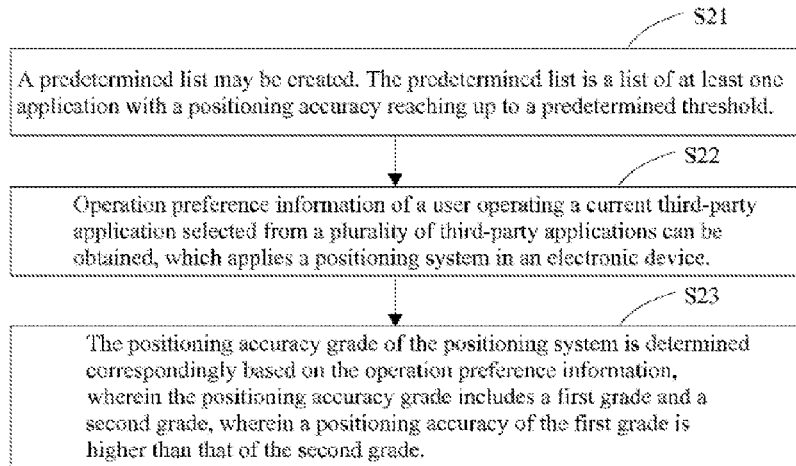 S21
A predetermined list may be created. The predetermined list is a list of at least one
application with a positioning accuracy reaching up to a predetermined threshold.
S22
Operation preference information of a user operating a current third-party
application selected from a plurality of third-party applications can be
obtained, which applies a positioning system in an electronic device.
S23
The positioning accuracy grade of the positioning system is determined
correspondingly based on the operation preference information,
wherein the positioning accuracy grade includes a first grade and a
second grade, wherein a positioning accuracy of the first grade is
higher than that of the second grade.